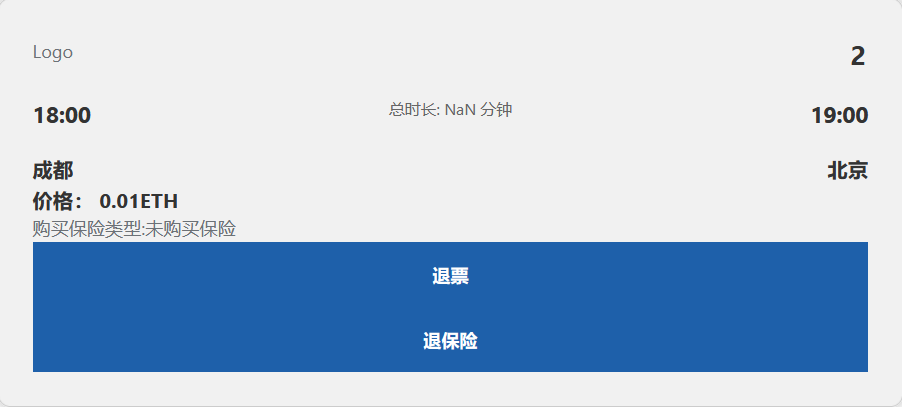 Logo
2
18:00
总时长: NaN 分钟
19:00
成都
北京
价格： 0.01ETH
购买保险类型:未购买保险
退票
退保险